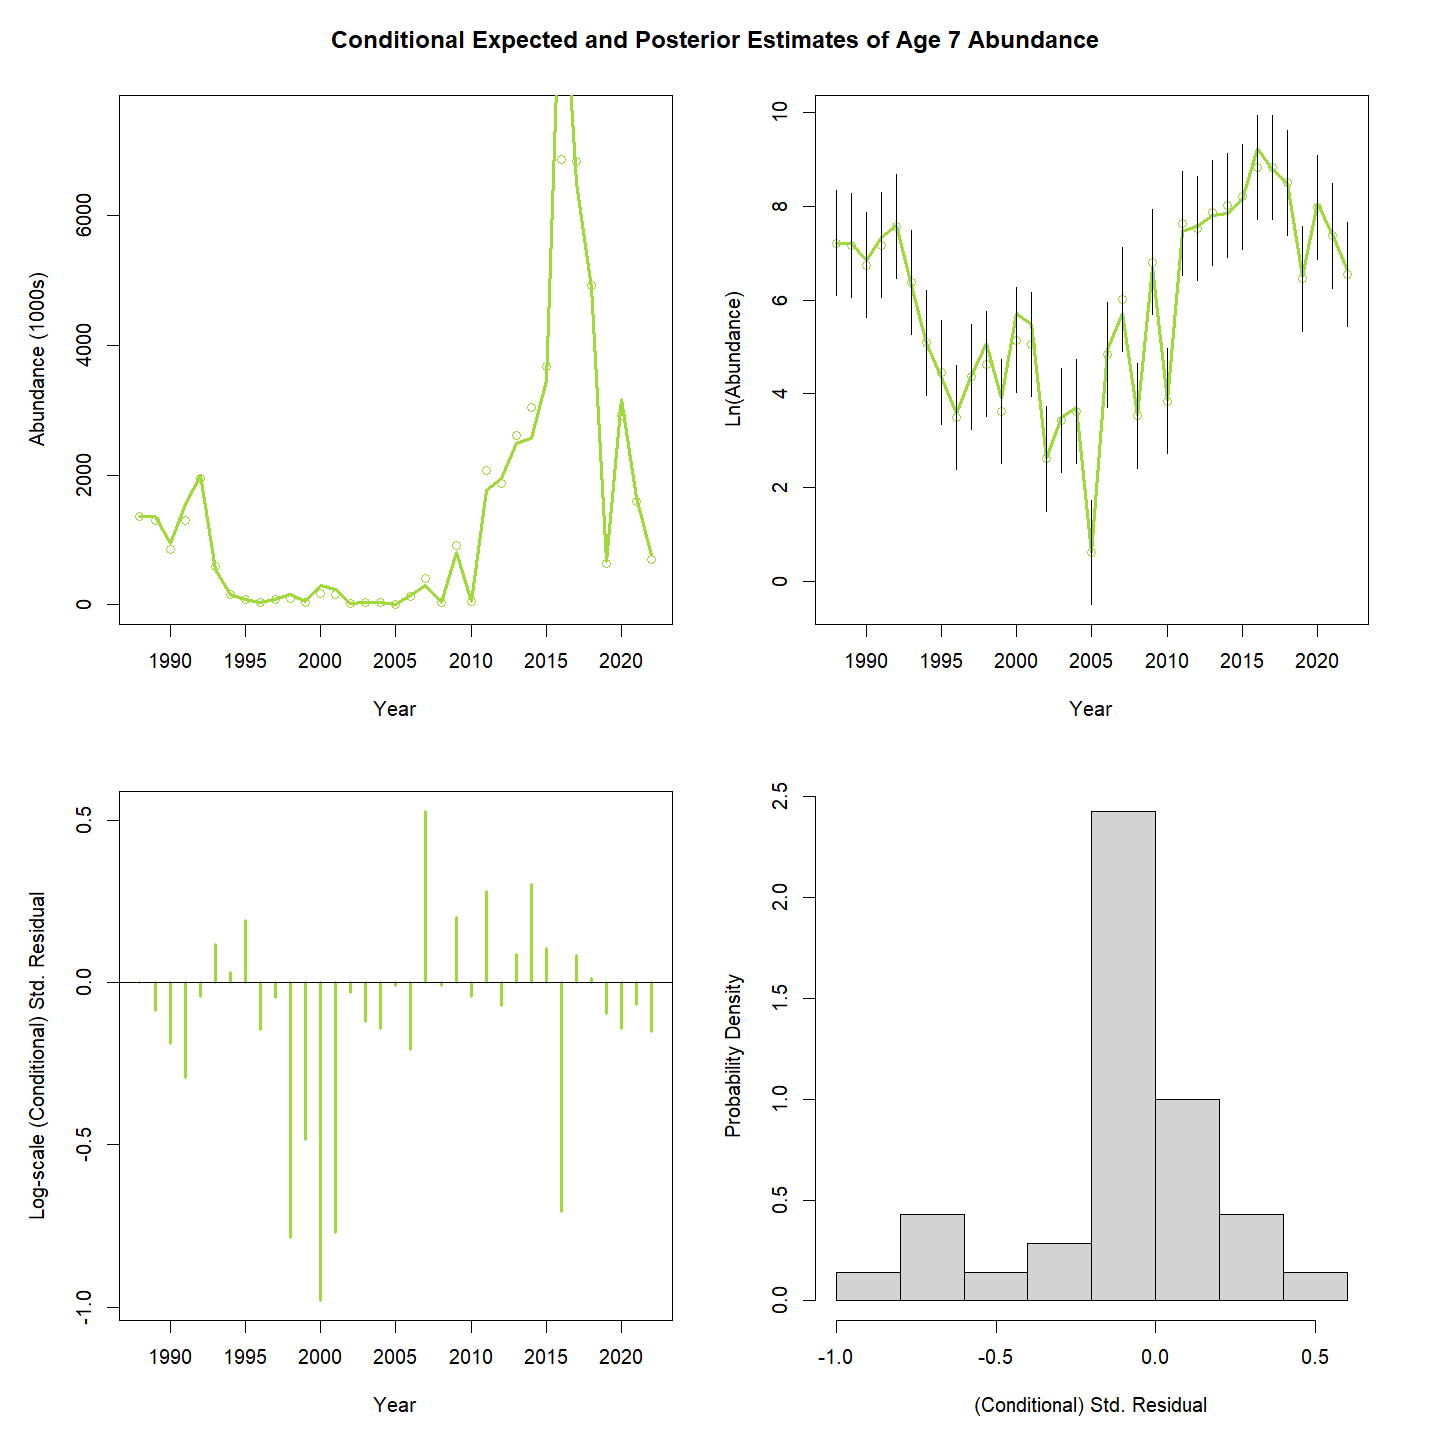 Conditional Expected and Posterior Estimates of Age 7 Abundance
Abundance (1000s)
0
2000
4000
6000
1990 1995 2000 2005 2010 2015 2020
Year
Ln(Abundance)
0
2
4
6
8
10
1990 1995 2000 2005 2010 2015 2020
Year
Log-scale (Conditional) Std. Residual
-1.0
-0.5
0.0
0.5
1990 1995 2000 2005 2010 2015 2020
Year
Probability Density
0.0
0.5
1.0
1.5
2.0
2.5
-1.0 -0.5 0.0 0.5
(Conditional) Std. Residual